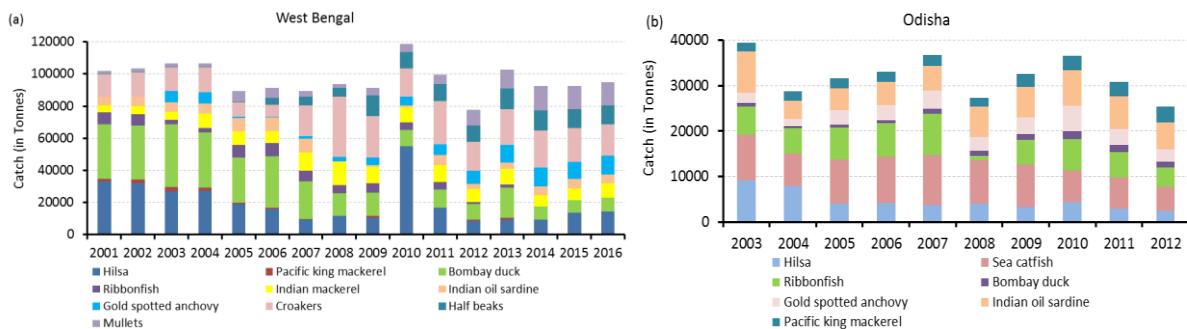 (a)
West Bengal
Catch (in Tonnes)
120000
100000
80000
60000
40000
20000
0
2001 2002 2003 2004 2005 2006 2007 2008 2009 2010 2011 2012 2013 2014 2015 2016
Hilsa Pacific king mackerel Bombay duck
Ribbonfish Indian mackerel Indian oil sardine
Gold spotted anchovy Croakers Half beaks
Mullets
(b)
Odisha
Catch (in Tonnes)
40000
30000
20000
10000
0
2003 2004 2005 2006 2007 2008 2009 2010 2011 2012
Hilsa Sea catfish
Ribbonfish Bombay duck
Gold spotted anchovy Indian oil sardine
Pacific king mackerel